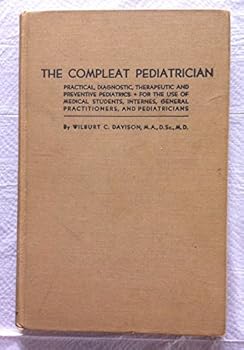 THE COMPLEAT PEDIATRICIAN
PRACTICAL, DIAGNOSTIC, THERAPEUTIC AND
PREVENTIVE PEDIATRICS • FOR THE USE OF
MEDICAL STUDENTS, INTERNES, GENERAL
PRACTITIONERS, AND PEDIATRICIANS
By WILBURT C. DAVISON, M.A., D.Sc., M.D.